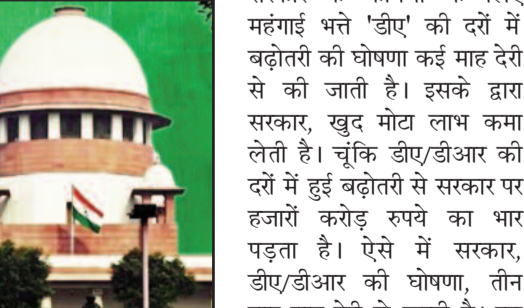 महंगाई भत्ते 'डीए' की दरों में
बढ़ोतरी की घोषणा कई माह देरी
से की जाती है। इसके द्वारा
सरकार, खुद मोटा लाभ कमा
लेती है। चूंकि डीए/डीआर की
दरों में हुई बढ़ोतरी से सरकार पर
हजारों करोड़ रुपये का भार
पड़ता है। ऐसे में सरकार,
डीए/डीआर की घोषणा, तीन